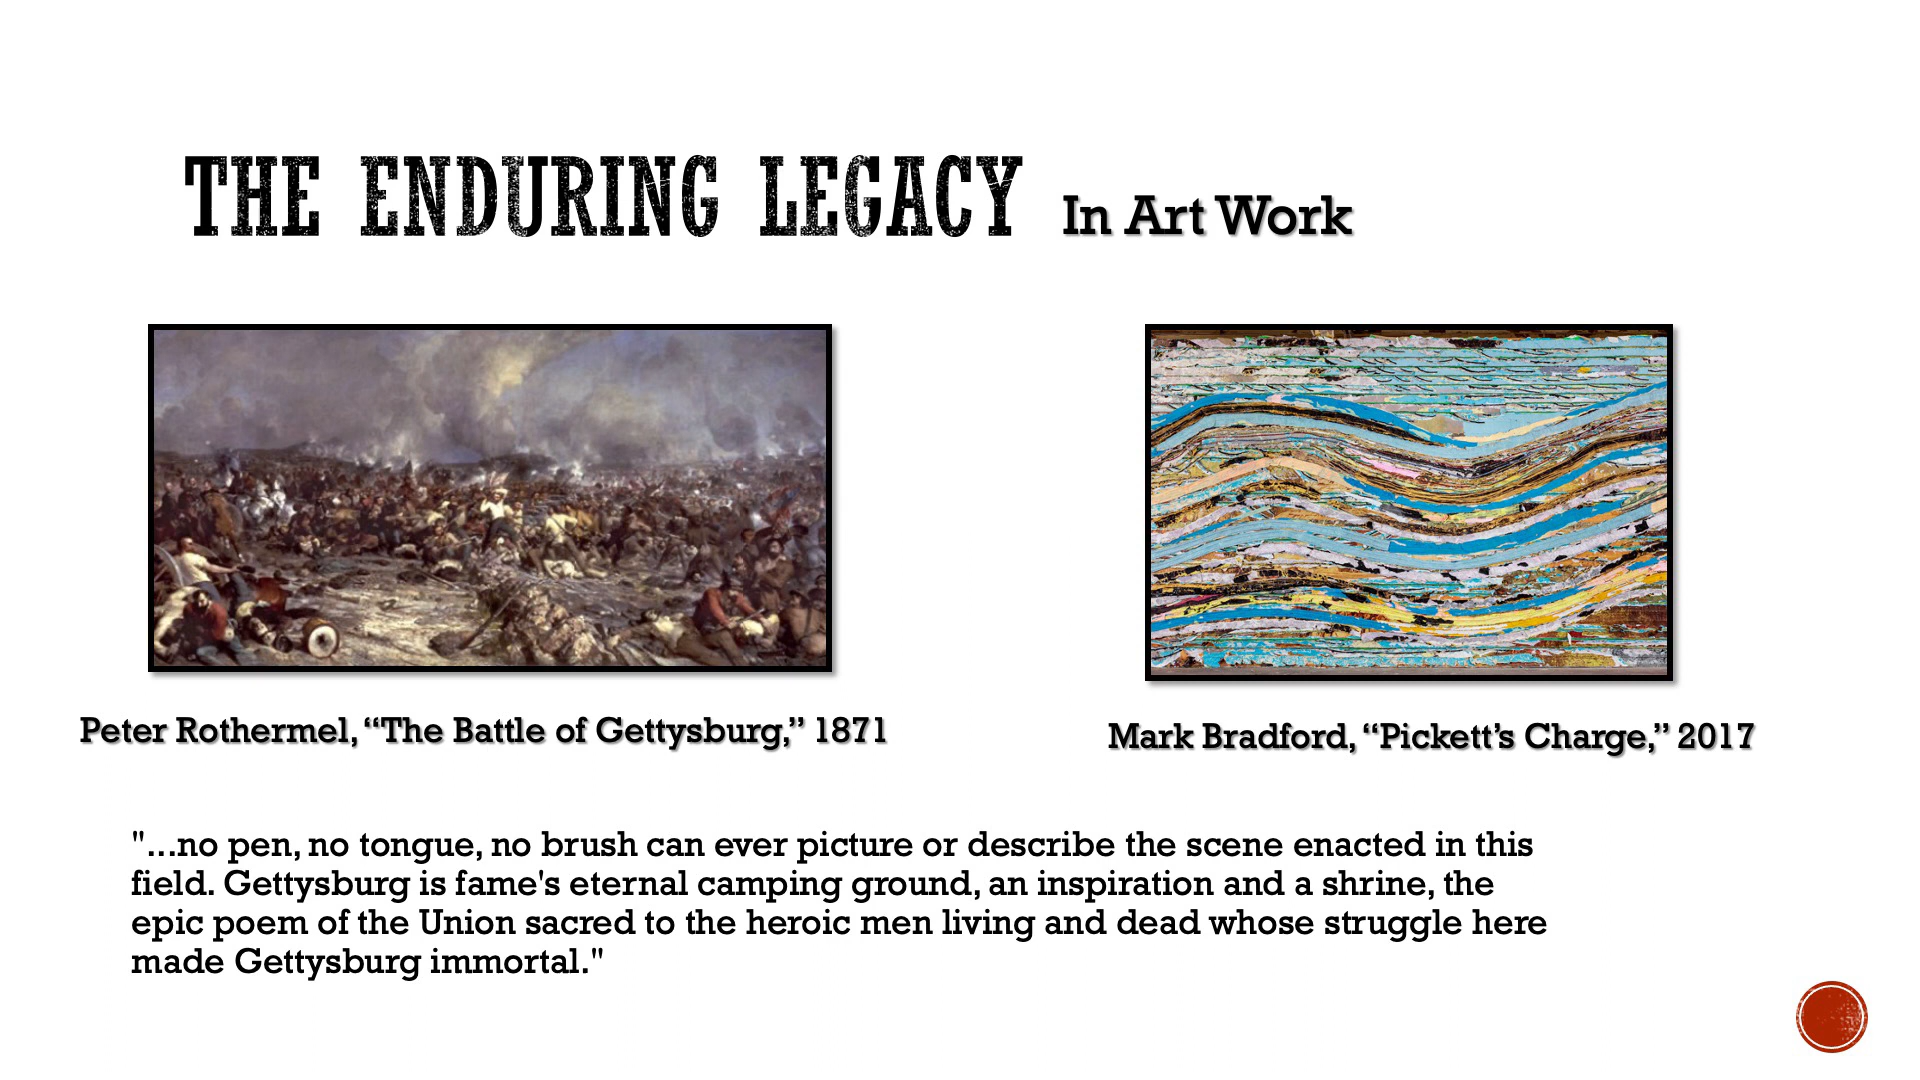 THE ENDURING LEGACY In Art Work
Peter Rothermel, “The Battle of Gettysburg,” 1871
Mark Bradford, “Pickett’s Charge,” 2017
"...no pen, no tongue, no brush can ever picture or describe the scene enacted in this
field. Gettysburg is fame's eternal camping ground, an inspiration and a shrine, the
epic poem of the Union sacred to the heroic men living and dead whose struggle here
made Gettysburg immortal."